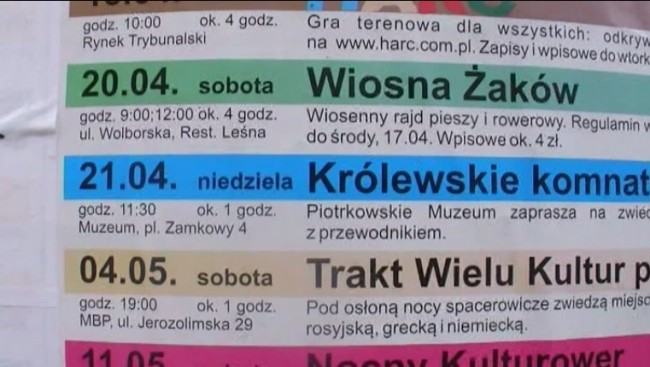 godz. 10:00 ok. 4 godz.
Rynek Trybunalski
Gra terenowa dla wszystkich:
na www.harc.com.pl. Zapisy i wpisowe do
20.04. sobota Wiosna Żaków
godz. 9:00;12:00 ok. 4 godz.
ul. Wolborska, Rest. Leśna
Wiosenny rajd pieszy i rowerowy. Regulamin
do środy, 17.04. Wpisowe ok. 4 zł.
21.04. niedziela Królewskie komnat
godz. 11:30 ok. 1 godz.
Muzeum, pl. Zamkowy 4
Piotrkowskie Muzeum zaprasza na
z przewodnikiem.
04.05. sobota Trakt Wielu Kultur p
godz. 19:00 ok. 1 godz.
MBP, ul. Jerozolimska 29
Pod osłoną nocy spacerowicze zwiedzą
rosyjską, grecką i niemiecką.
11.05. Nocny Kulturower